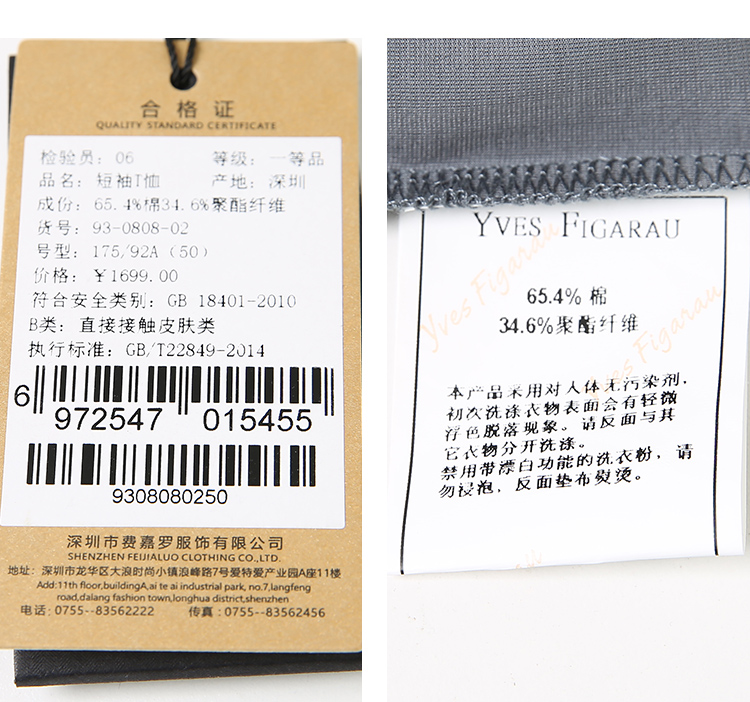 合格证
QUALITY STANDARD CERTIFICATE
检验员: 06 等级: 一等品
品名: 短袖T恤 产地: 深圳
成份: 65.4%棉34.6%聚酯纤维
货号: 93-0808-02
号型: 175/92A (50)
价格: ￥1699.00
符合安全类别: GB 18401-2010
B类: 直接接触皮肤类
执行标准: GB/T22849-2014
6 972547 015455
9308080250
深圳市费嘉罗服饰有限公司
SHENZHEN FEIJIALUO CLOTHING CO.,LTD
地址: 深圳市龙华区大浪时尚小镇浪峰路7号爱特爱产业园A座11楼
Add:11th floor,buildingA,ai te ai industrial park, no.7,langfeng
road,dalang fashion town,longhua district,shenzhen
电话: 0755--83562222 传真: 0755--83562456
YVES FIGARAU
65.4% 棉
34.6%聚酯纤维
Yves Figarau
Yves Figarau
本产品采用对人体无污染剂,
初次洗涤衣物表面会有轻微
浮色脱落现象。请反面与其
它衣物分开洗涤。
禁用带漂白功能的洗衣粉, 请
勿浸泡, 反面垫布熨烫。